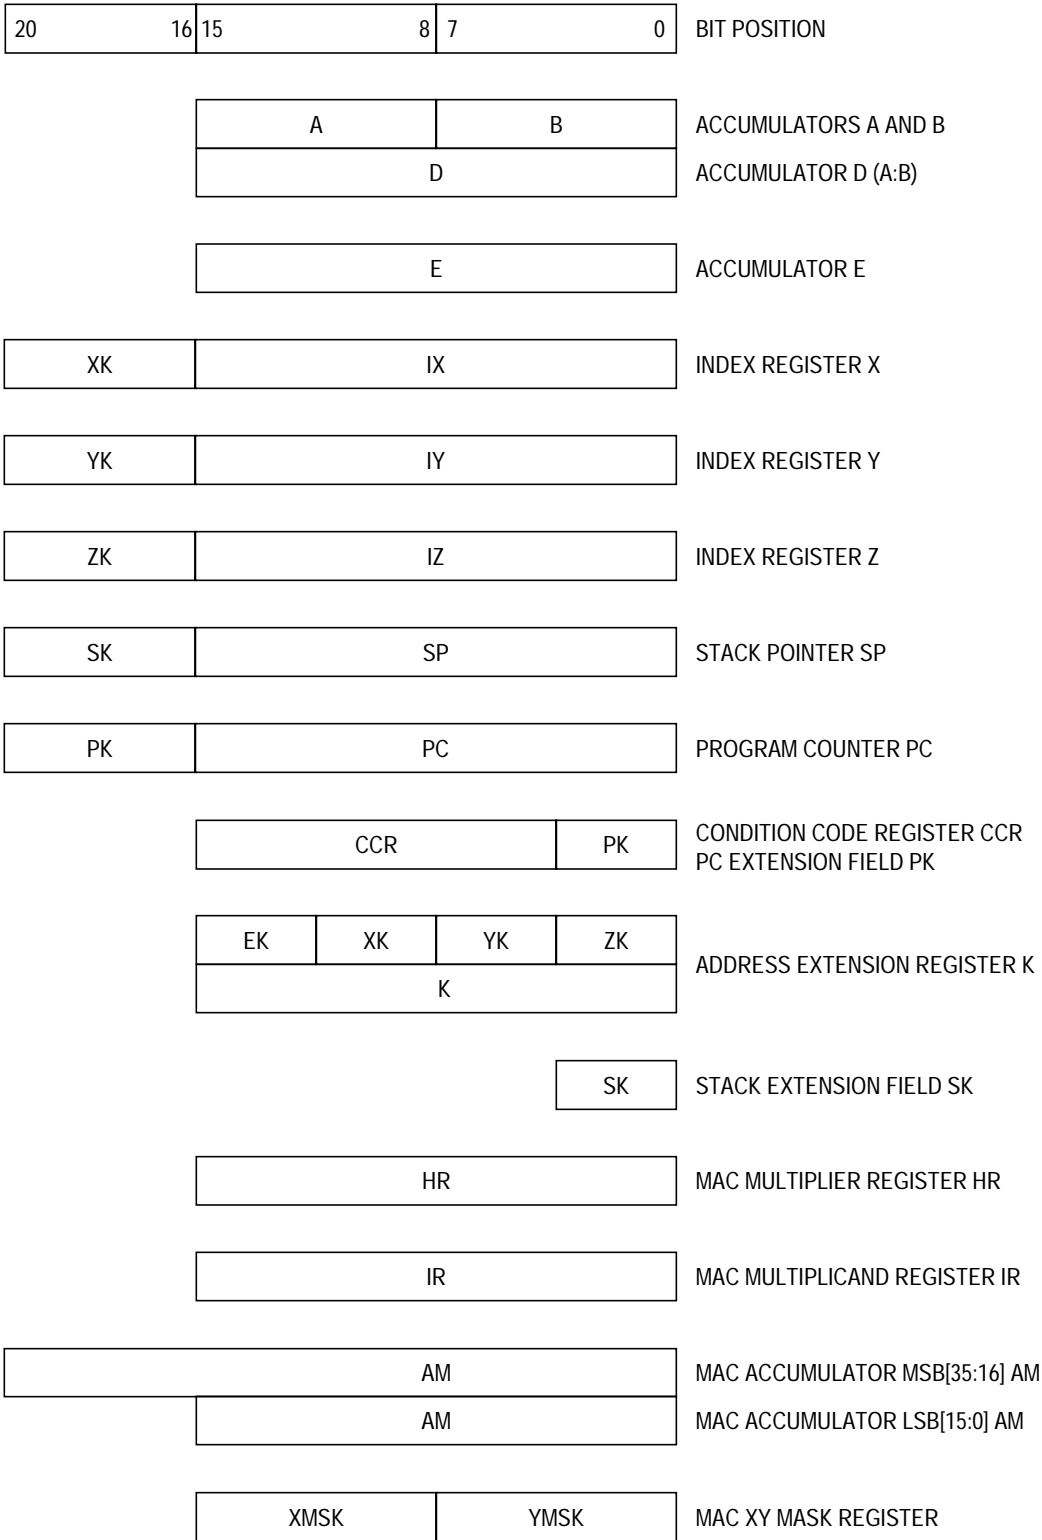 20 16 15 8 7 0 BIT POSITION
A B ACCUMULATORS A AND B
D ACCUMULATOR D (A:B)
E ACCUMULATOR E
XK IX INDEX REGISTER X
YK IY INDEX REGISTER Y
ZK IZ INDEX REGISTER Z
SK SP STACK POINTER SP
PK PC PROGRAM COUNTER PC
CCR PK CONDITION CODE REGISTER CCR
PC EXTENSION FIELD PK
EK XK YK ZK
ADDRESS EXTENSION REGISTER K
K
SK STACK EXTENSION FIELD SK
HR MAC MULTIPLIER REGISTER HR
IR MAC MULTIPLICAND REGISTER IR
AM MAC ACCUMULATOR MSB[35:16] AM
AM MAC ACCUMULATOR LSB[15:0] AM
XMSK YMSK MAC XY MASK REGISTER